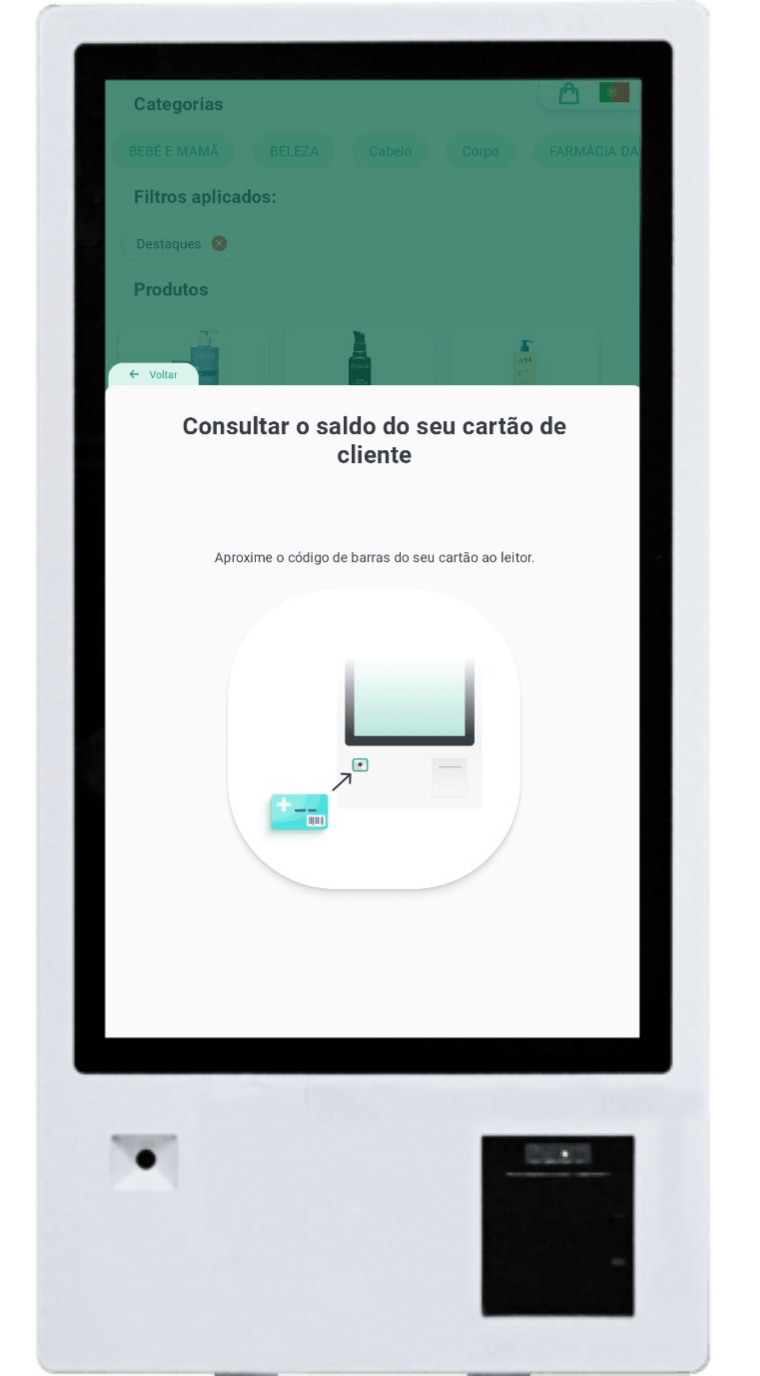 Categorias
BEBÉ E MAMÃ BELEZA Cabelo Corpo FARMÁCIA DA
Filtros aplicados:
Destaques
Produtos
Voltar
Consultar o saldo do seu cartão de
cliente
Aproxime o código de barras do seu cartão ao leitor.